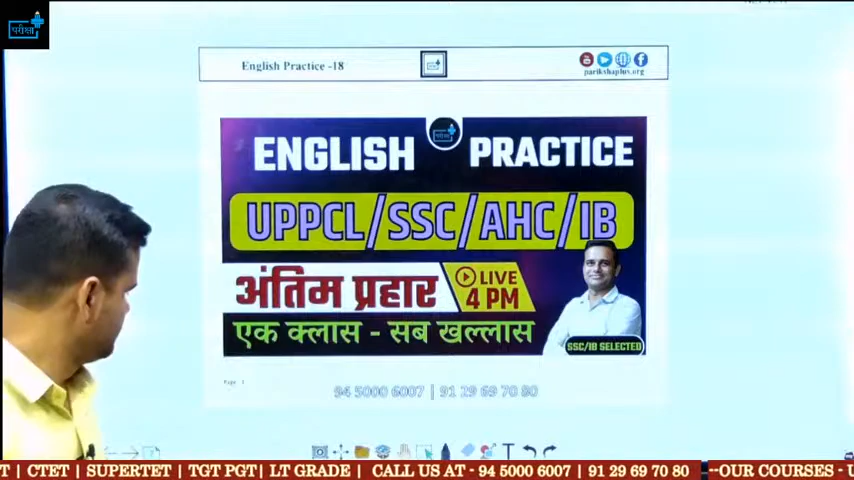 परीक्षा
English Practice -18
parikshaplus.org
ENGLISH PRACTICE
UPPCL/SSC/AHC/IB
अंतिम प्रहार
LIVE
4 PM
एक क्लास - सब खल्लास
SSC/IB SELECTED
Page
94 5000 6007 | 91 29 69 70 80
T | CTET | SUPERTET | TGT PGT| LT GRADE | CALL US AT - 94 5000 6007 | 91 29 69 70 80 --OUR COURSES - U